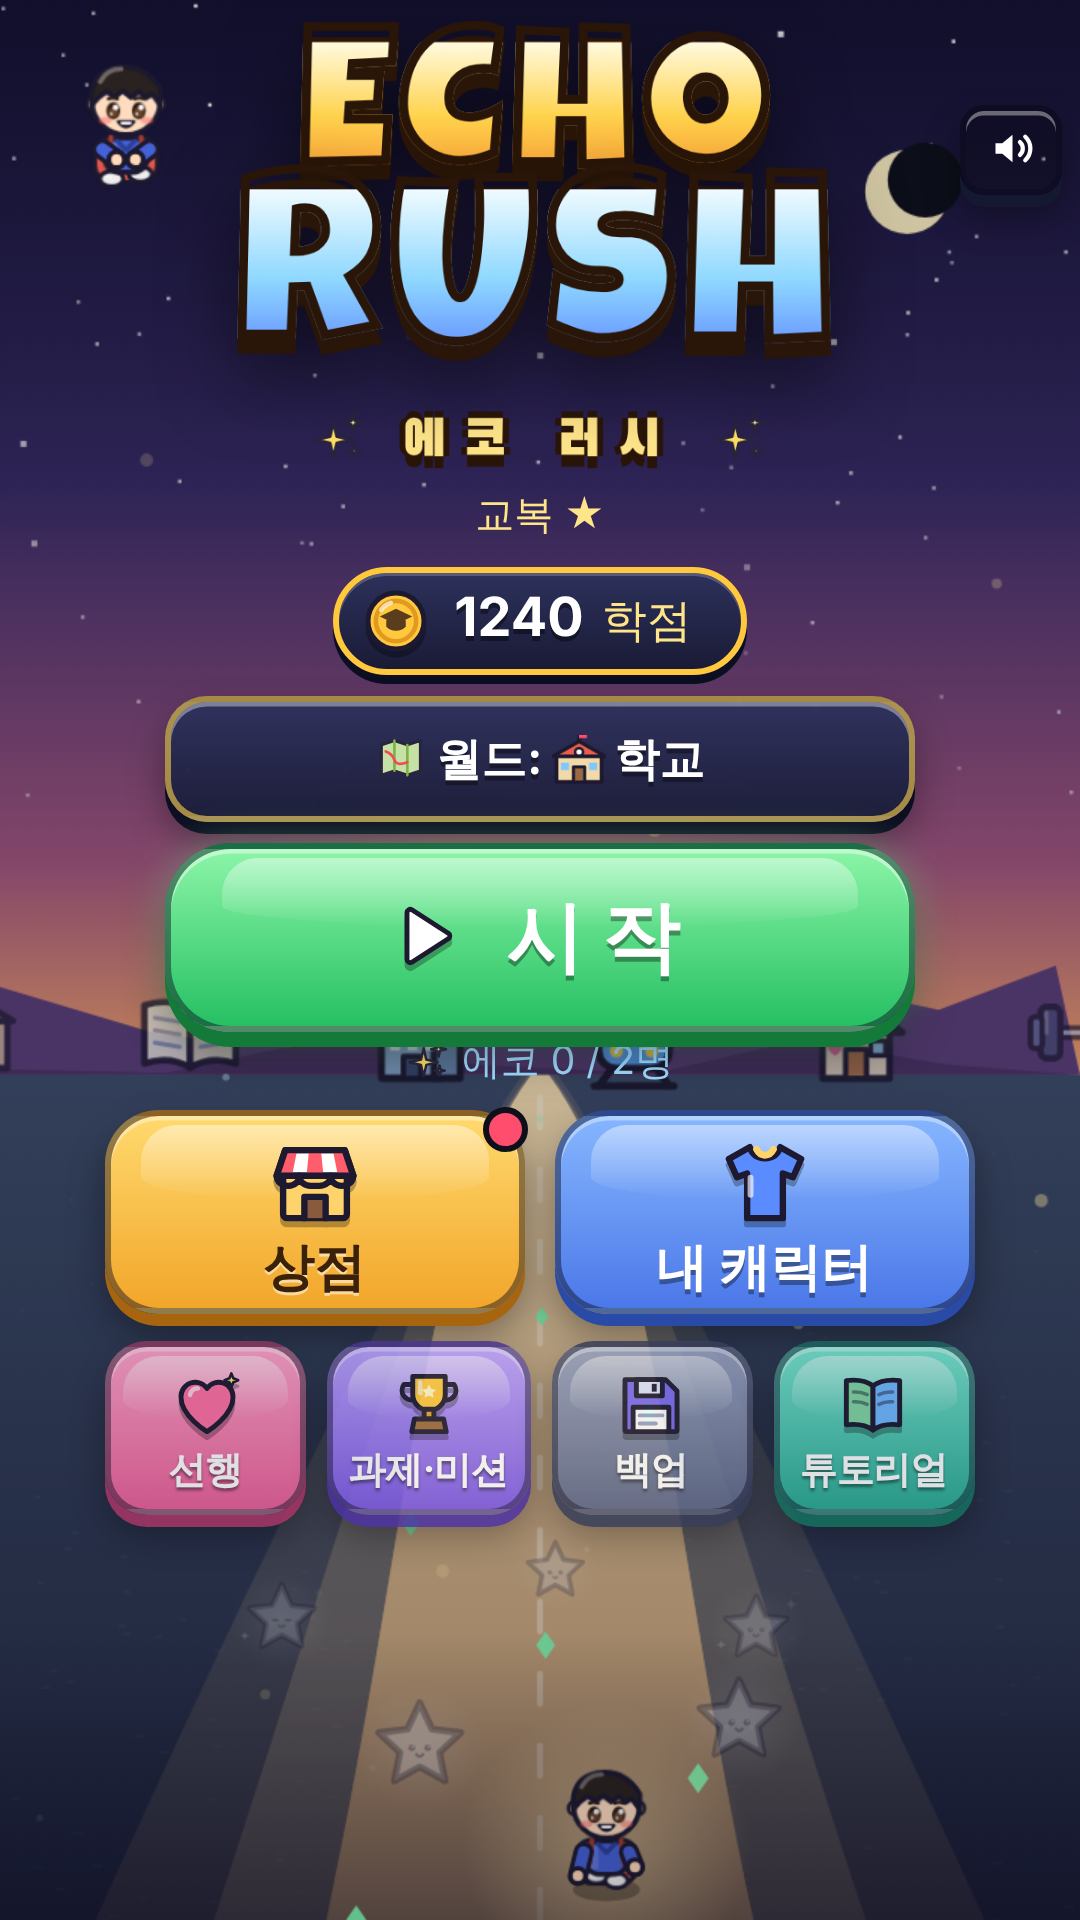 ECHO
RUSH
에코 러시
교복 ★
1240 학점
월드: 학교
시작
에코 0 / 2명
상점
내 캐릭터
선행
과제·미션
백업
튜토리얼